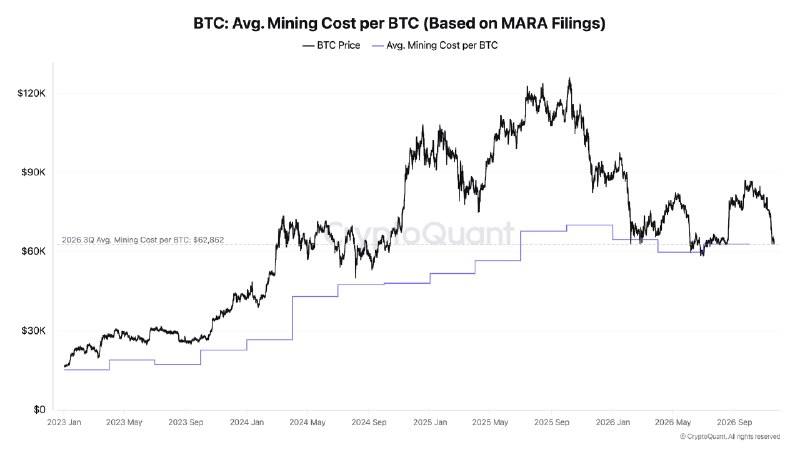 BTC: Avg. Mining Cost per BTC (Based on MARA Filings)
BTC Price Avg. Mining Cost per BTC
$120K
$90K
CryptoQuant
2026 3Q Avg. Mining Cost per BTC: $62,862
$60K
$30K
$0
2023 Jan 2023 May 2023 Sep 2024 Jan 2024 May 2024 Sep 2025 Jan 2025 May 2025 Sep 2026 Jan 2026 May 2026 Sep
© CryptoQuant. All rights reserved